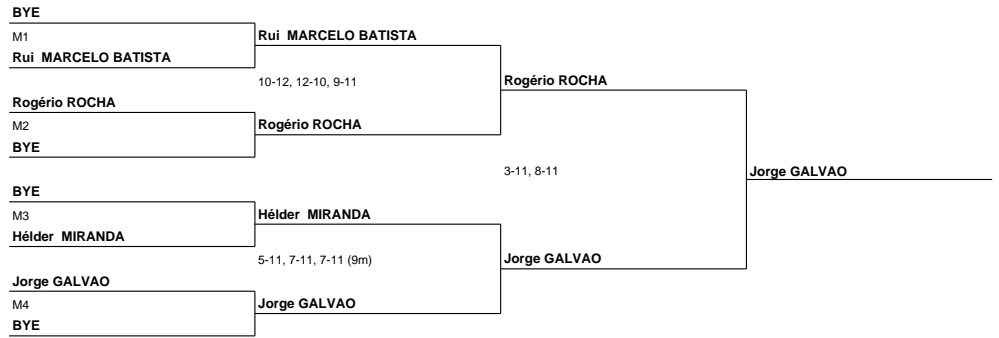 BYE
M1
Rui MARCELO BATISTA
Rui MARCELO BATISTA
10-12, 12-10, 9-11
Rogério ROCHA
Rogério ROCHA
M2
BYE
Rogério ROCHA
3-11, 8-11
Jorge GALVAO
BYE
M3
Hélder MIRANDA
Hélder MIRANDA
5-11, 7-11, 7-11 (9m)
Jorge GALVAO
Jorge GALVAO
M4
BYE
Jorge GALVAO